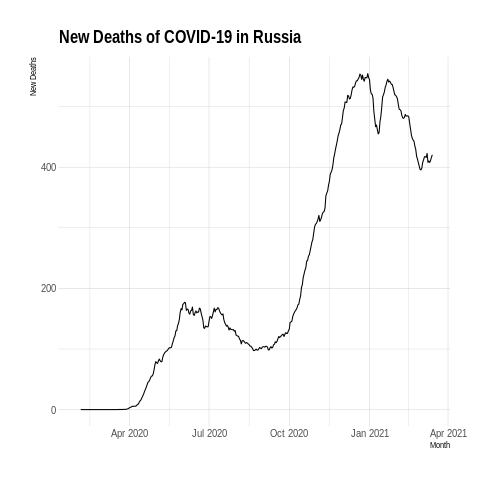 New Deaths of COVID-19 in Russia
New Deaths
400
200
0
Apr 2020 Jul 2020 Oct 2020 Jan 2021 Apr 2021
Month